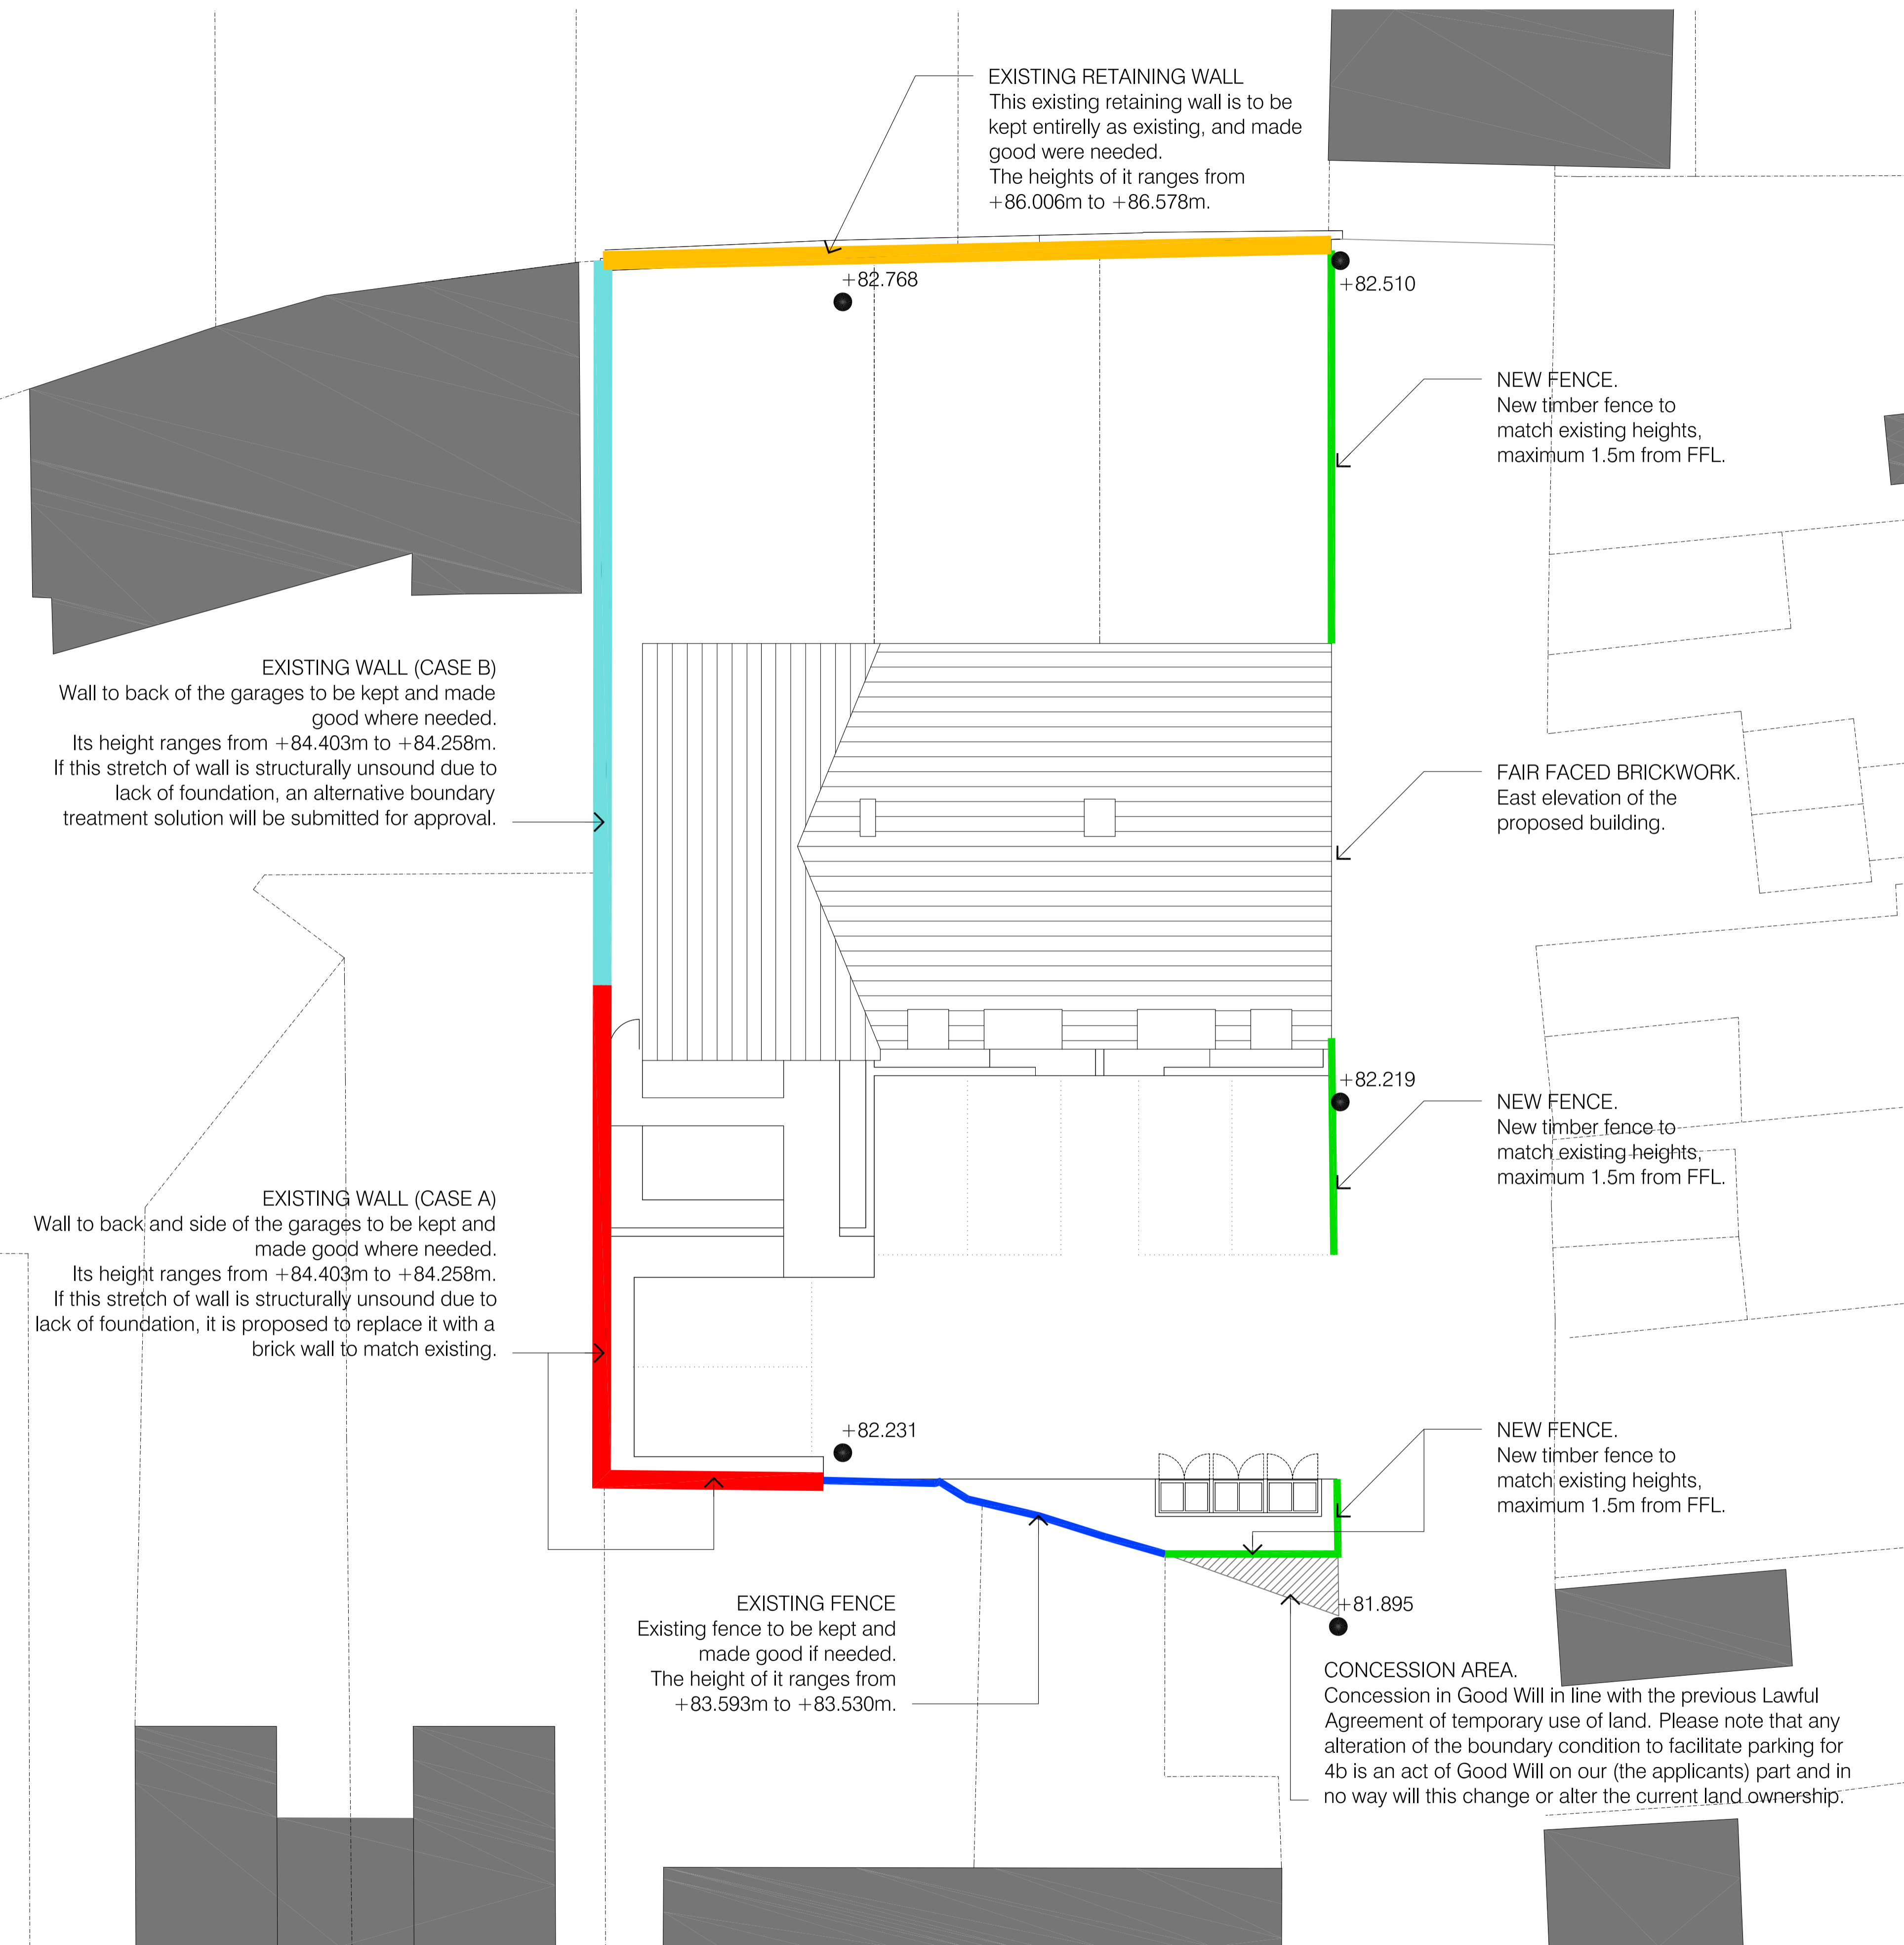 EXISTING RETAINING WALL
This existing retaining wall is to be
kept entirelly as existing, and made
good were needed.
The heights of it ranges from
+86.006m to +86.578m.
+82.768
+82.510
NEW FENCE.
New timber fence to
match existing heights,
maximum 1.5m from FFL.
EXISTING WALL (CASE B)
Wall to back of the garages to be kept and made
good where needed.
Its height ranges from +84.403m to +84.258m.
If this stretch of wall is structurally unsound due to
lack of foundation, an alternative boundary
treatment solution will be submitted for approval.
FAIR FACED BRICKWORK.
East elevation of the
proposed building.
+82.219
NEW FENCE.
New timber fence to
match existing heights,
maximum 1.5m from FFL.
EXISTING WALL (CASE A)
Wall to back and side of the garages to be kept and
made good where needed.
Its height ranges from +84.403m to +84.258m.
If this stretch of wall is structurally unsound due to
lack of foundation, it is proposed to replace it with a
brick wall to match existing.
+82.231
NEW FENCE.
New timber fence to
match existing heights,
maximum 1.5m from FFL.
EXISTING FENCE
Existing fence to be kept and
made good if needed.
The height of it ranges from
+83.593m to +83.530m.
+81.895
CONCESSION AREA.
Concession in Good Will in line with the previous Lawful
Agreement of temporary use of land. Please note that any
alteration of the boundary condition to facilitate parking for
4b is an act of Good Will on our (the applicants) part and in
no way will this change or alter the current land ownership.